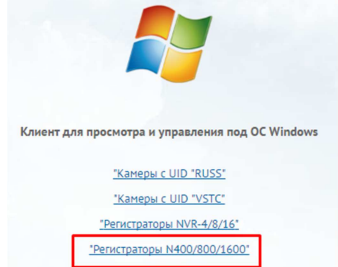 Клиент для просмотра и управления под ОС Windows
"Камеры с UID "RUSS"
"Камеры с UID "VSTC"
"Регистраторы NVR-4/8/16"
"Регистраторы N400/800/1600"